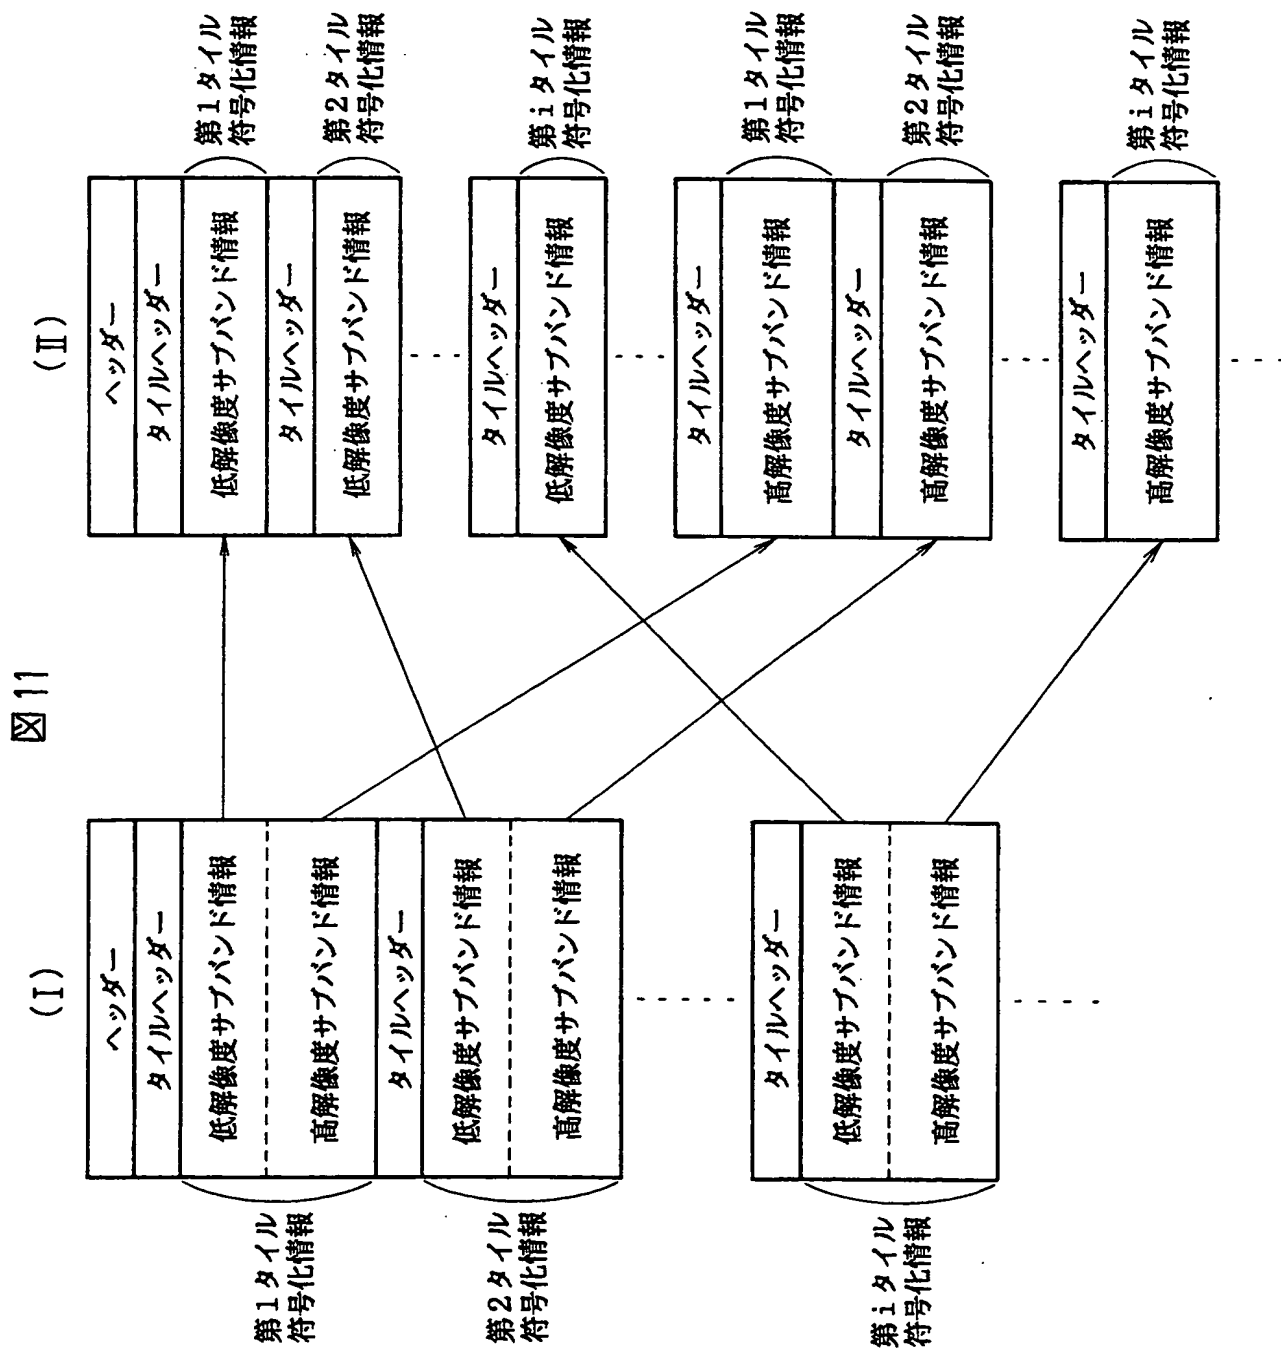 図11
(I)
ヘッダー
タイルヘッダー
低解像度サブバンド情報
高解像度サブバンド情報
タイルヘッダー
低解像度サブバンド情報
高解像度サブバンド情報
タイルヘッダー
低解像度サブバンド情報
高解像度サブバンド情報
第1タイル
符号化情報
第2タイル
符号化情報
第iタイル
符号化情報
(II)
ヘッダー
タイルヘッダー
低解像度サブバンド情報
タイルヘッダー
低解像度サブバンド情報
タイルヘッダー
低解像度サブバンド情報
タイルヘッダー
高解像度サブバンド情報
タイルヘッダー
高解像度サブバンド情報
タイルヘッダー
高解像度サブバンド情報
第1タイル
符号化情報
第2タイル
符号化情報
第iタイル
符号化情報
第1タイル
符号化情報
第2タイル
符号化情報
第iタイル
符号化情報